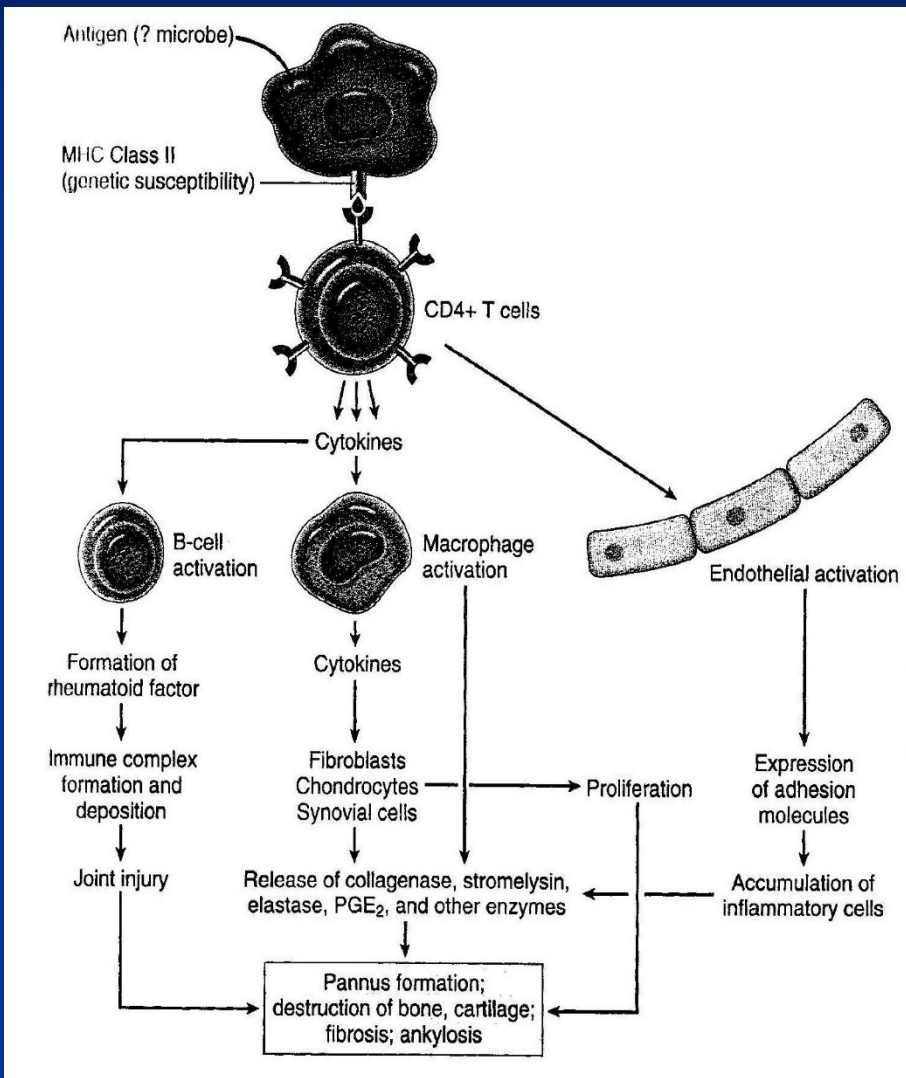 Antigen (? microbe)
MHC Class II
(genetic susceptibility)
CD4+ T cells
Cytokines
B-cell
activation
Macrophage
activation
Endothelial activation
Formation of
rheumatoid factor
Cytokines
Immune complex
formation and
deposition
Fibroblasts
Chondrocytes
Synovial cells
Proliferation
Expression
of adhesion
molecules
Joint injury
Release of collagenase, stromelysin,
elastase, PGE₂, and other enzymes
Accumulation of
inflammatory cells
Pannus formation;
destruction of bone, cartilage;
fibrosis; ankylosis